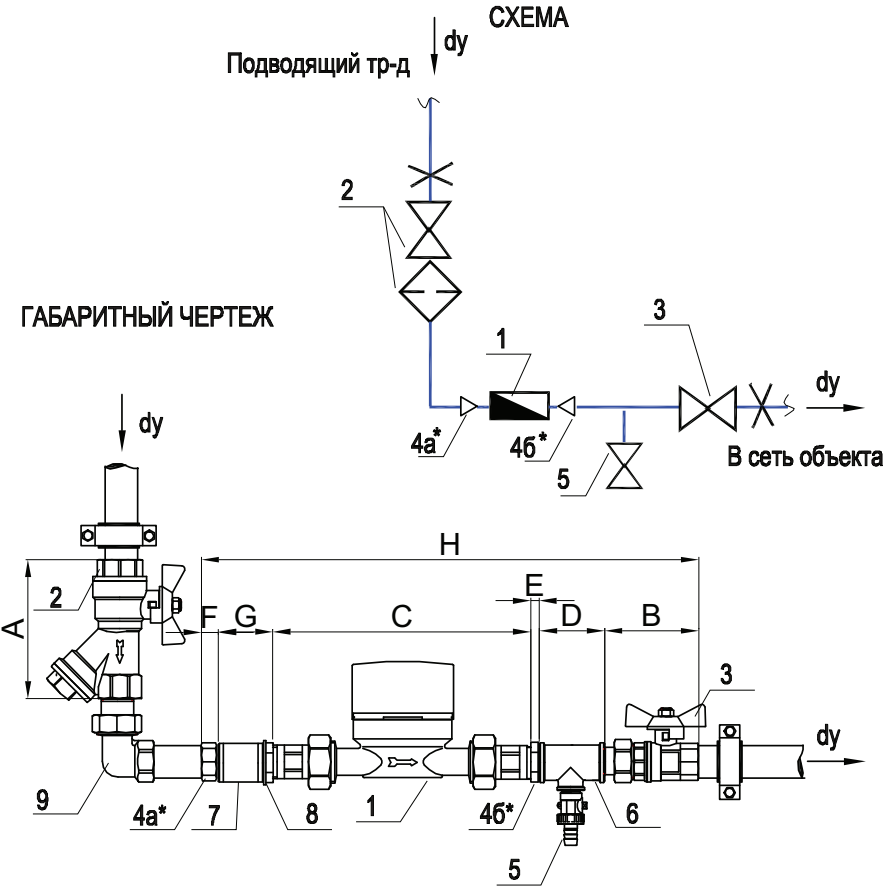 СХЕМА
dy
Подводящий тр-д
2
ГАБАРИТНЫЙ ЧЕРТЕЖ
1
3
dy
4а*
4б*
5
В сеть объекта
dy
H
2
A
F
G
C
E
D
B
3
dy
9
4а*
7
8
1
4б*
6
5